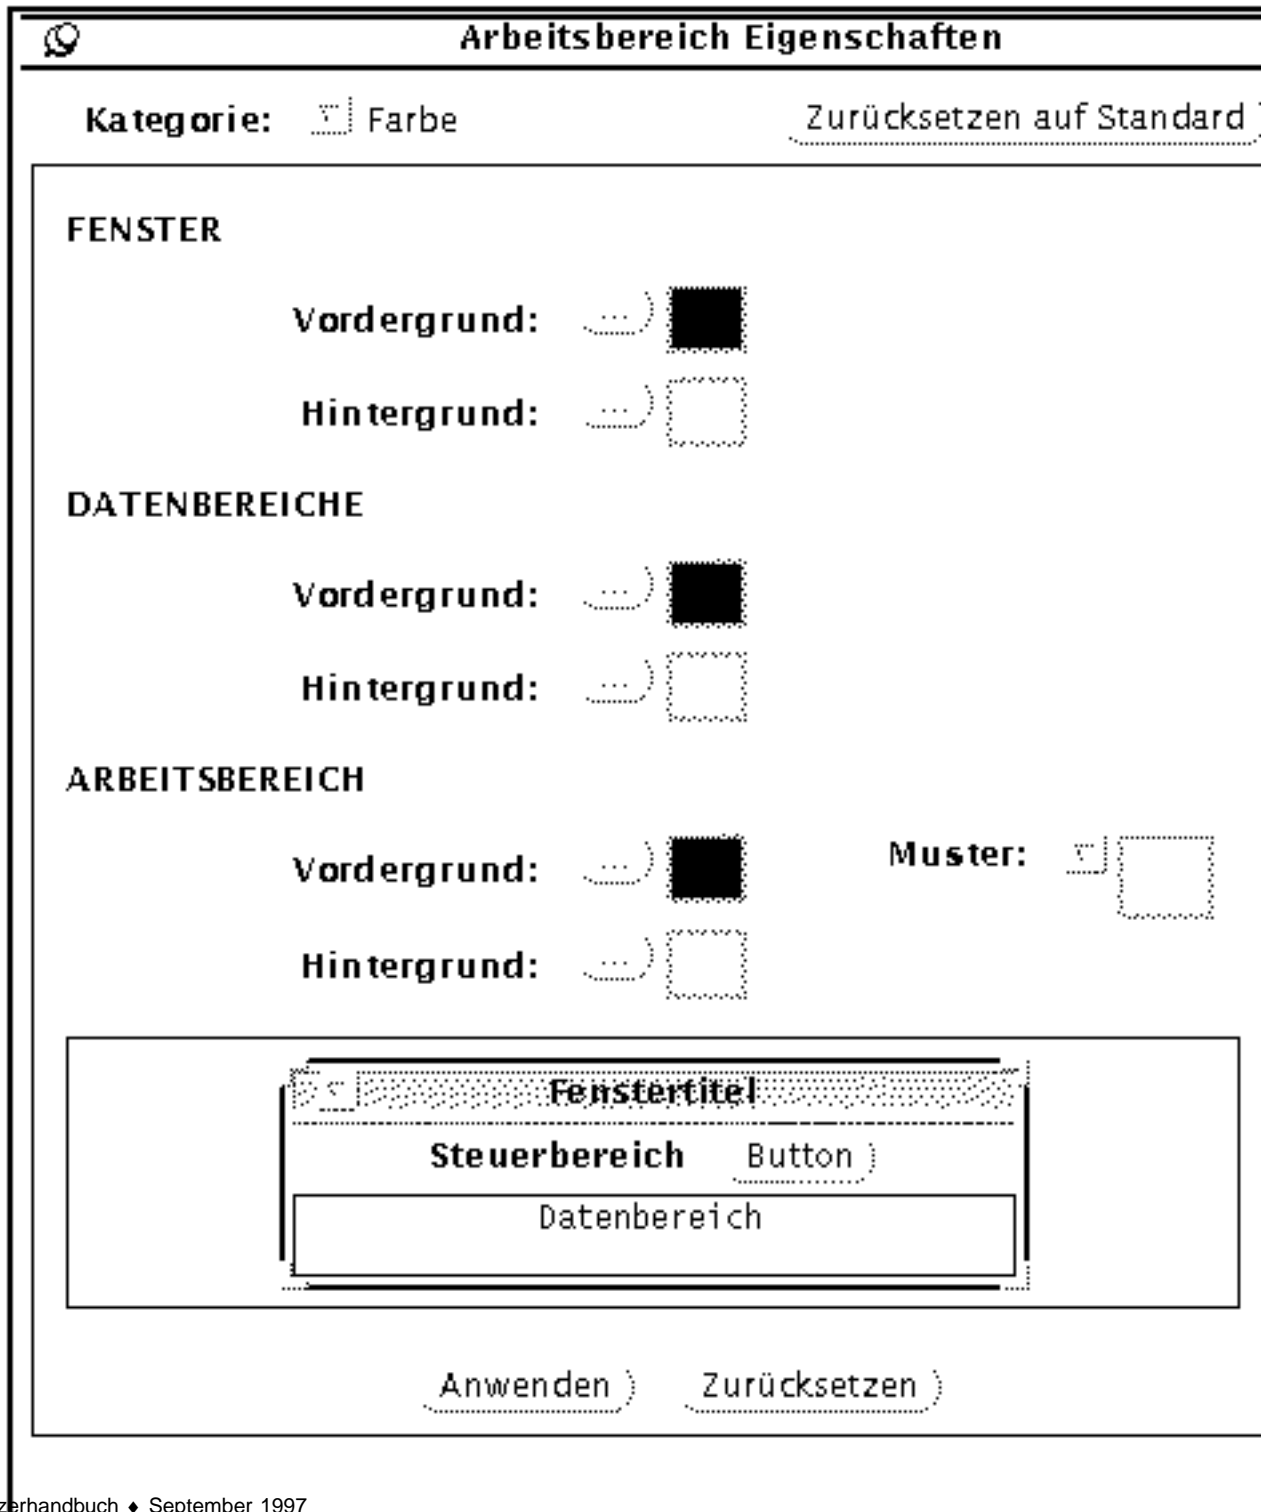 Arbeitsbereich Eigenschaften
Kategorie: Farbe Zurücksetzen auf Standard
FENSTER
Vordergrund: ...
Hintergrund: ...
DATENBEREICHE
Vordergrund: ...
Hintergrund: ...
ARBEITSBEREICH
Vordergrund: ... Muster:
Hintergrund: ...
Fenstertitel
Steuerbereich Button
Datenbereich
Anwenden Zurücksetzen
zerhandbuch ♦ September 1997